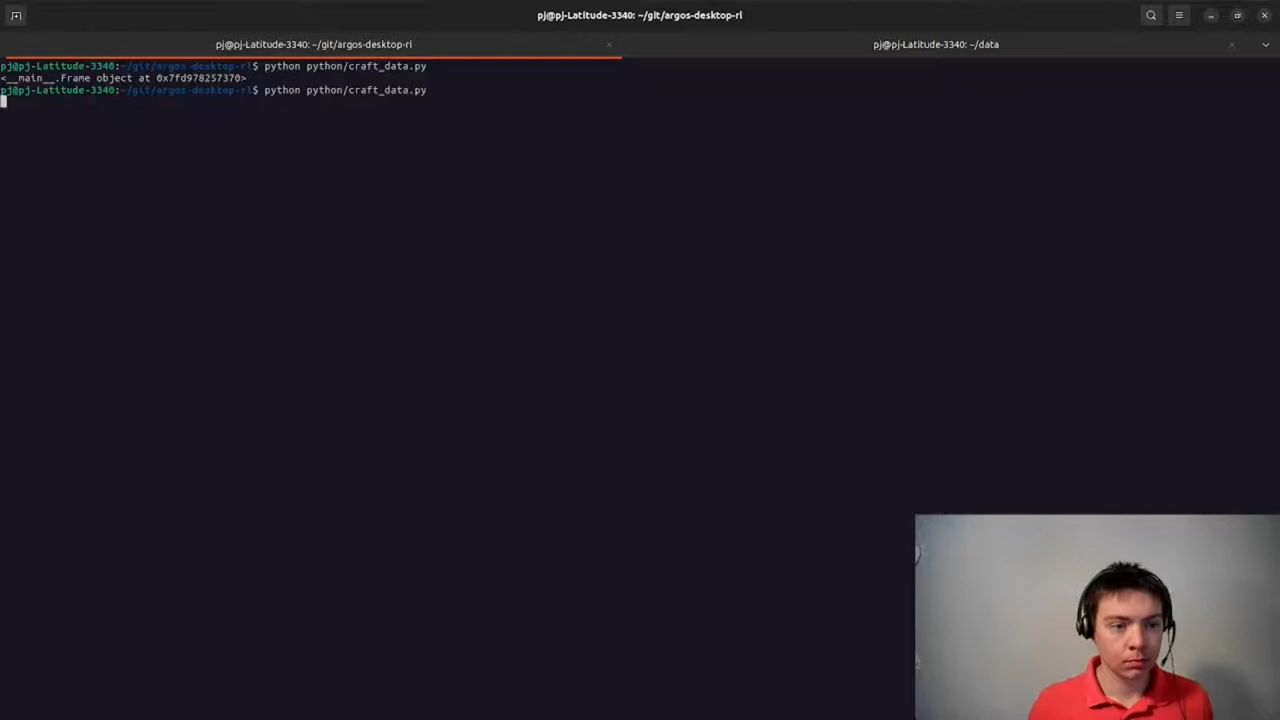 pj@pj-Latitude-3340: ~/git/argos-desktop-rl
pj@pj-Latitude-3340: ~/git/argos-desktop-rl
pj@pj-Latitude-3340: ~/data
pj@pj-Latitude-3340:~/git/argos-desktop-rl$ python python/craft_data.py
<__main__.Frame object at 0x7fd978257370>
pj@pj-Latitude-3340:~/git/argos-desktop-rl$ python python/craft_data.py